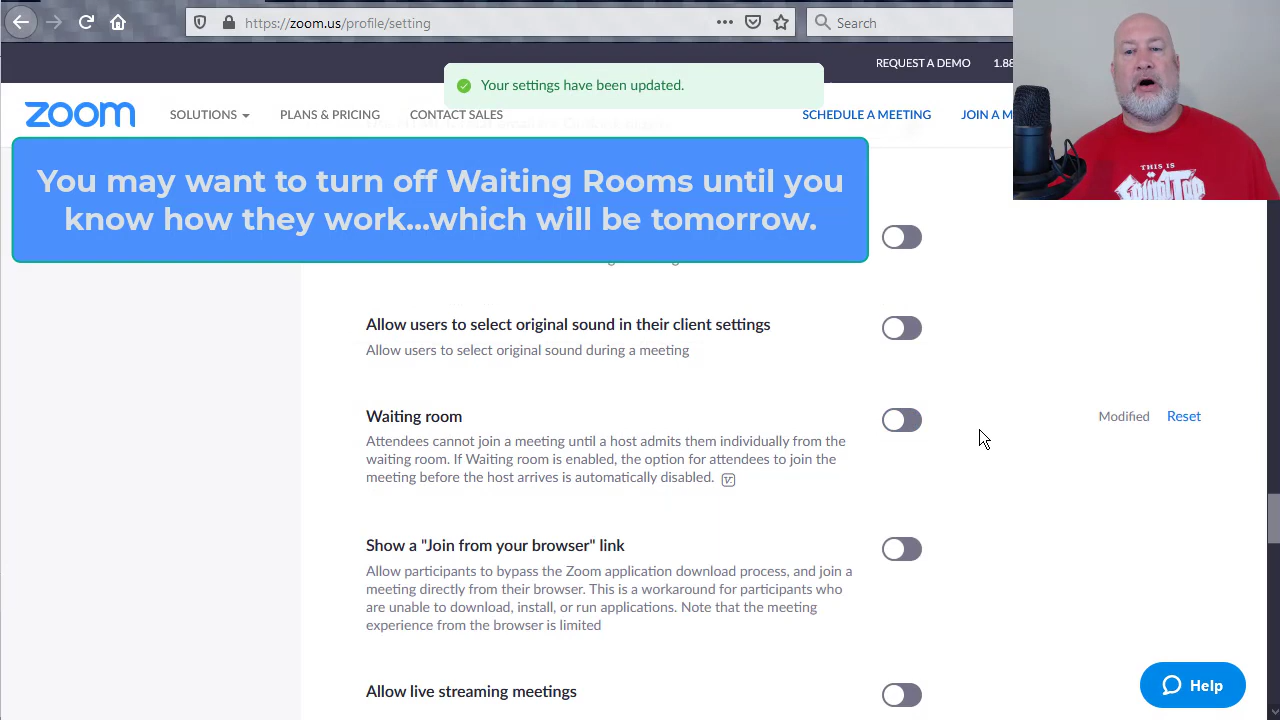 https://zoom.us/profile/setting
Search
REQUEST A DEMO 1.88
Your settings have been updated.
zoom SOLUTIONS PLANS & PRICING CONTACT SALES SCHEDULE A MEETING JOIN A M
You may want to turn off Waiting Rooms until you
know how they work...which will be tomorrow.
THIS IS
SPINAL TAP
Allow users to select original sound in their client settings
Allow users to select original sound during a meeting
Waiting room
Modified Reset
Attendees cannot join a meeting until a host admits them individually from the
waiting room. If Waiting room is enabled, the option for attendees to join the
meeting before the host arrives is automatically disabled.
Show a "Join from your browser" link
Allow participants to bypass the Zoom application download process, and join a
meeting directly from their browser. This is a workaround for participants who
are unable to download, install, or run applications. Note that the meeting
experience from the browser is limited
Allow live streaming meetings
Help